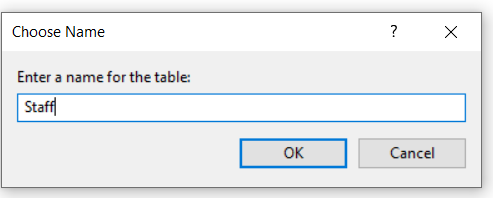 Choose Name ?
Enter a name for the table:
Staff
OK Cancel